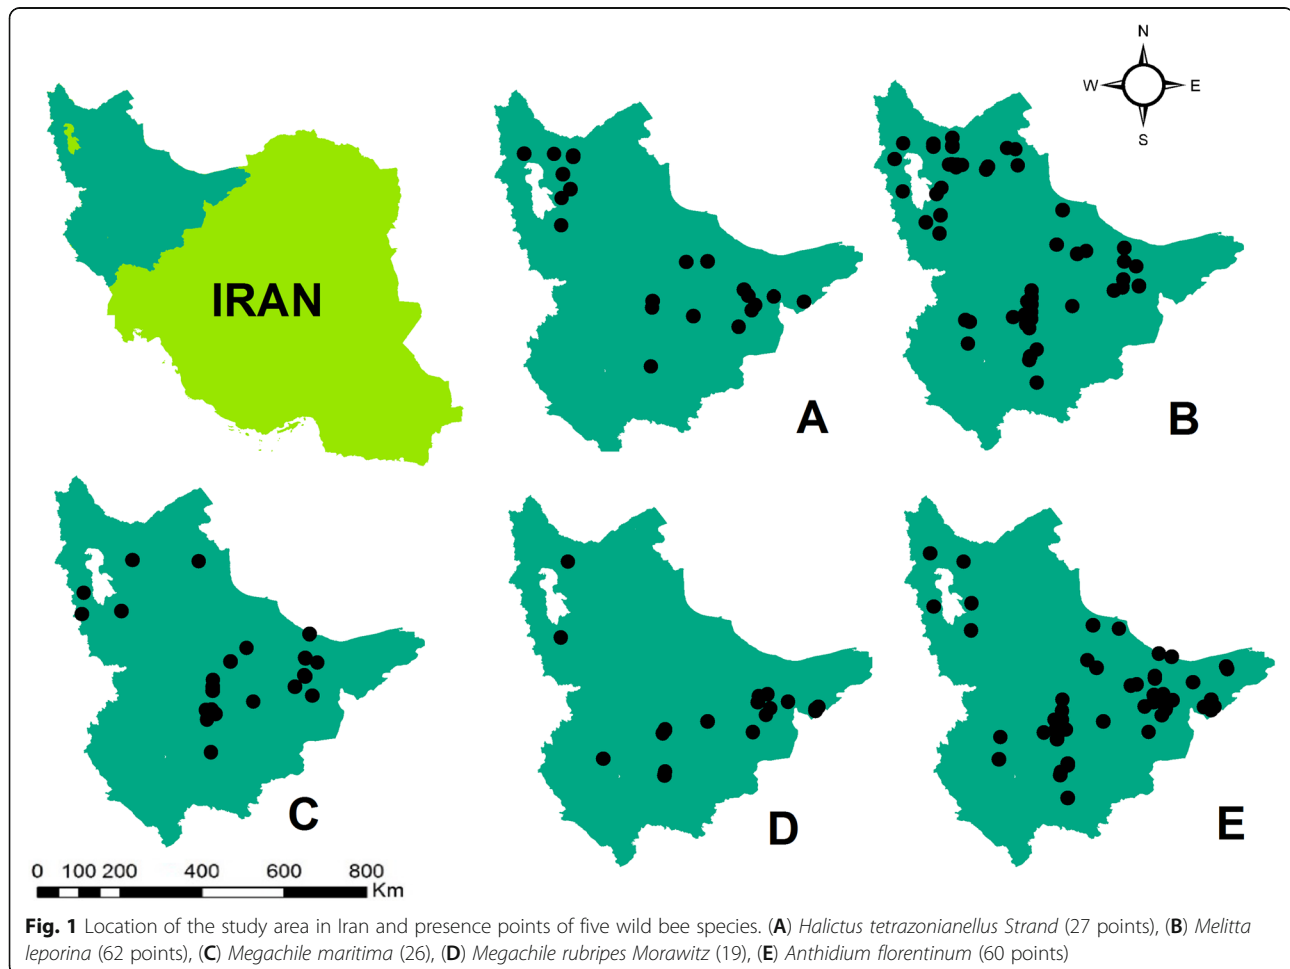 N
W E
S
IRAN
A
B
C
D
E
0 100 200 400 600 800
Km
Fig. 1 Location of the study area in Iran and presence points of five wild bee species. (A) Halictus tetrazonianellus Strand (27 points), (B) Melitta
leporina (62 points), (C) Megachile maritima (26), (D) Megachile rubripes Morawitz (19), (E) Anthidium florentinum (60 points)